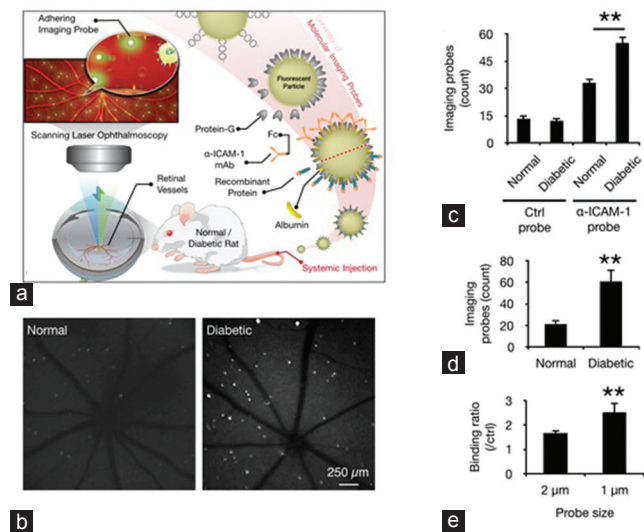 Adhering
Imaging Probe
Molecular Imaging Probes
Fluorescent
Particle
Scanning Laser Ophthalmoscopy
Protein-G
Fc
α-ICAM-1
mAb
Retinal
Vessels
Recombinant
Protein
Albumin
Normal /
Diabetic Rat
Systemic Injection
a
Normal
Diabetic
250 µm
b
**
Imaging probes
(count)
60
45
30
15
0
Normal
Diabetic
Normal
Diabetic
Ctrl
probe
α-ICAM-1
probe
c
**
Imaging
probes (count)
80
60
40
20
0
Normal
Diabetic
d
**
Binding ratio
(/ctrl)
3
2
1
0
2 µm
1 µm
Probe size
e